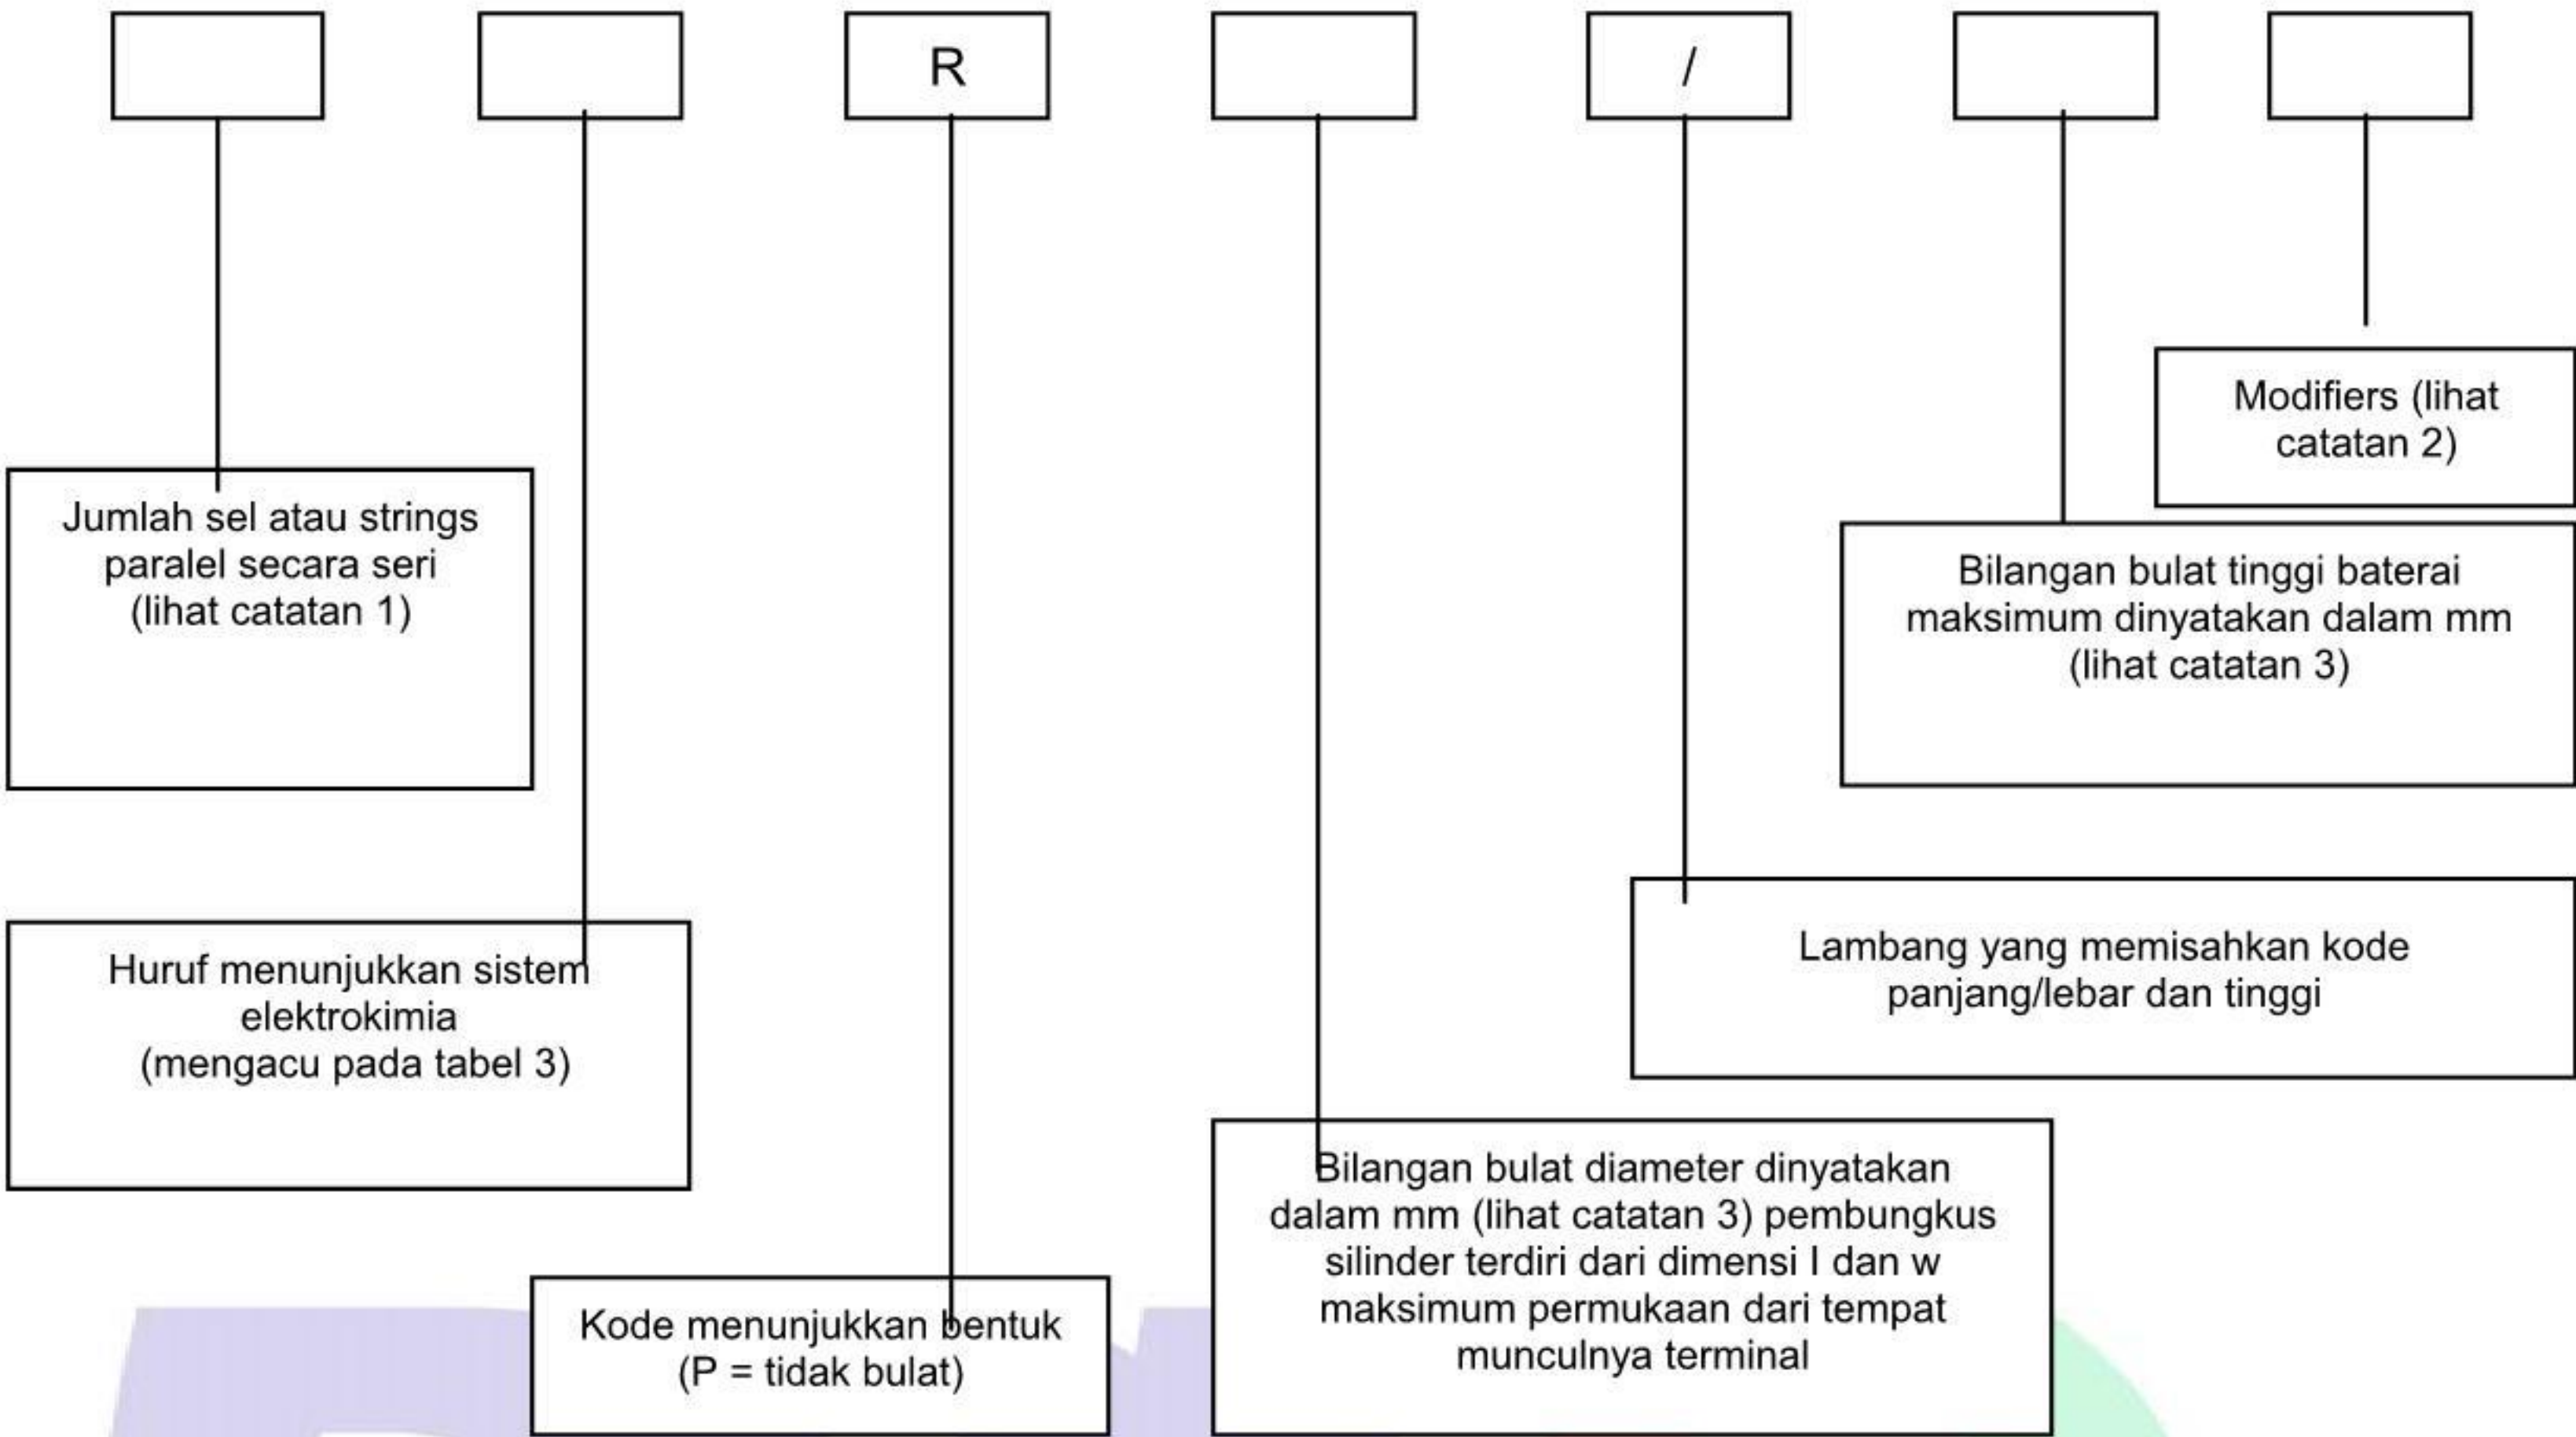 R
/
Modifiers (lihat
catatan 2)
Jumlah sel atau strings
paralel secara seri
(lihat catatan 1)
Bilangan bulat tinggi baterai
maksimum dinyatakan dalam mm
(lihat catatan 3)
Huruf menunjukkan sistem
elektrokimia
(mengacu pada tabel 3)
Lambang yang memisahkan kode
panjang/lebar dan tinggi
Bilangan bulat diameter dinyatakan
dalam mm (lihat catatan 3) pembungkus
silinder terdiri dari dimensi l dan w
maksimum permukaan dari tempat
munculnya terminal
Kode menunjukkan bentuk
(P = tidak bulat)